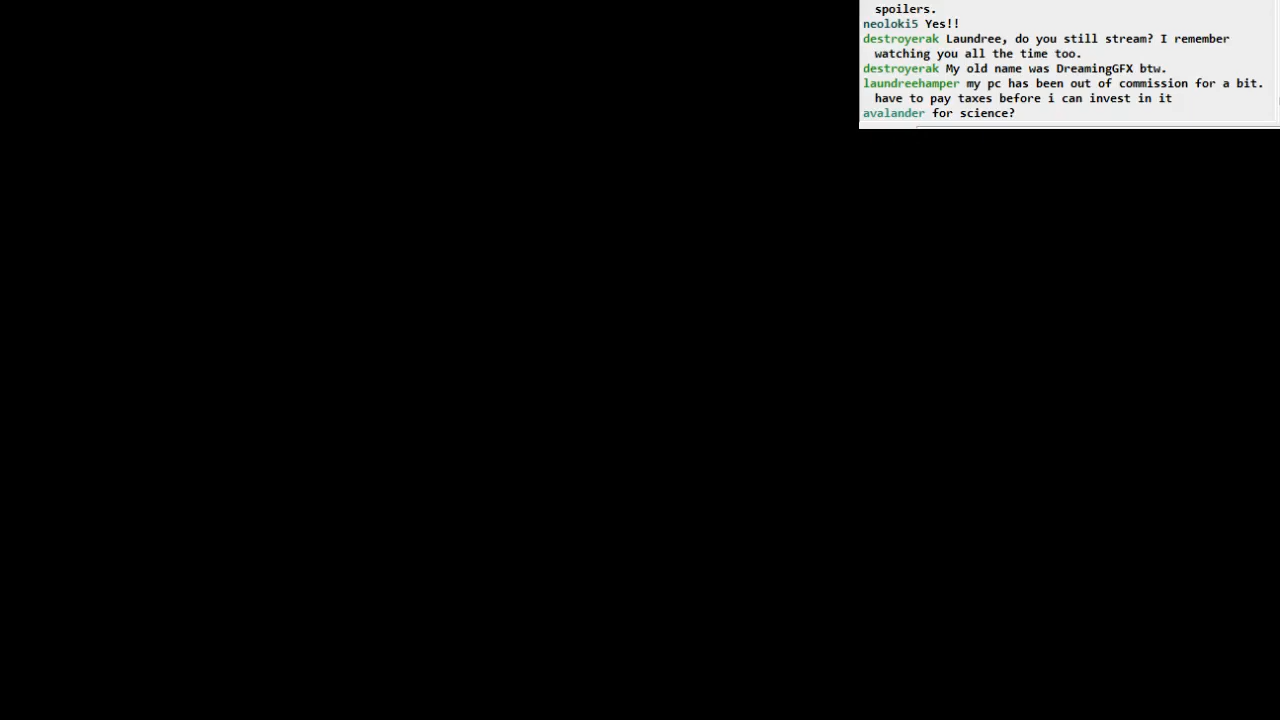 spoilers.
neoloki5 Yes!!
destroyerak Laundree, do you still stream? I remember
watching you all the time too.
destroyerak My old name was DreamingGFX btw.
laundreehamper my pc has been out of commission for a bit.
have to pay taxes before i can invest in it
avalander for science?